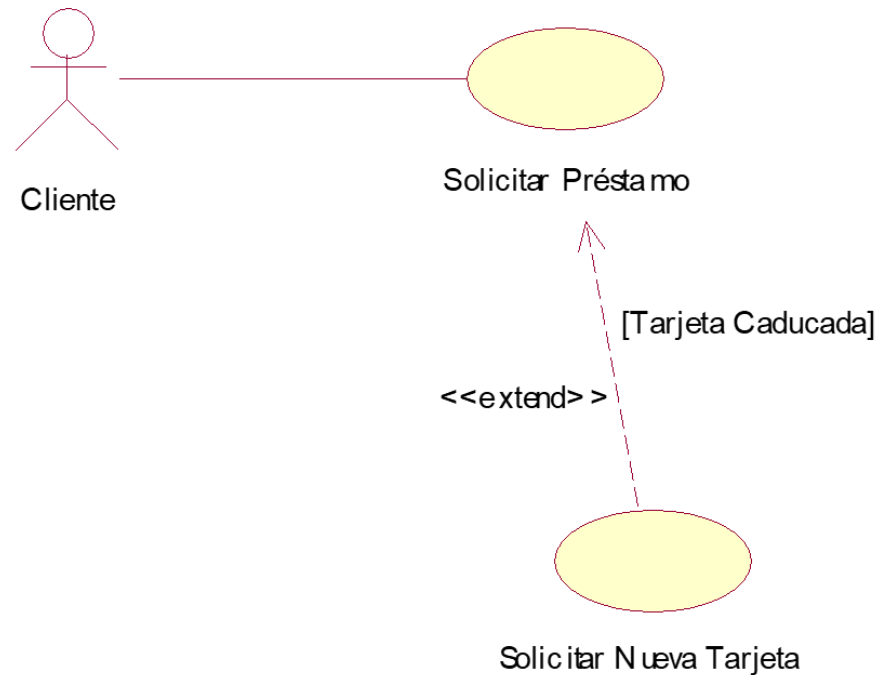 Solicitar Préstamo
Cliente
[Tarjeta Caducada]
<<extend>>
Solicitar Nueva Tarjeta